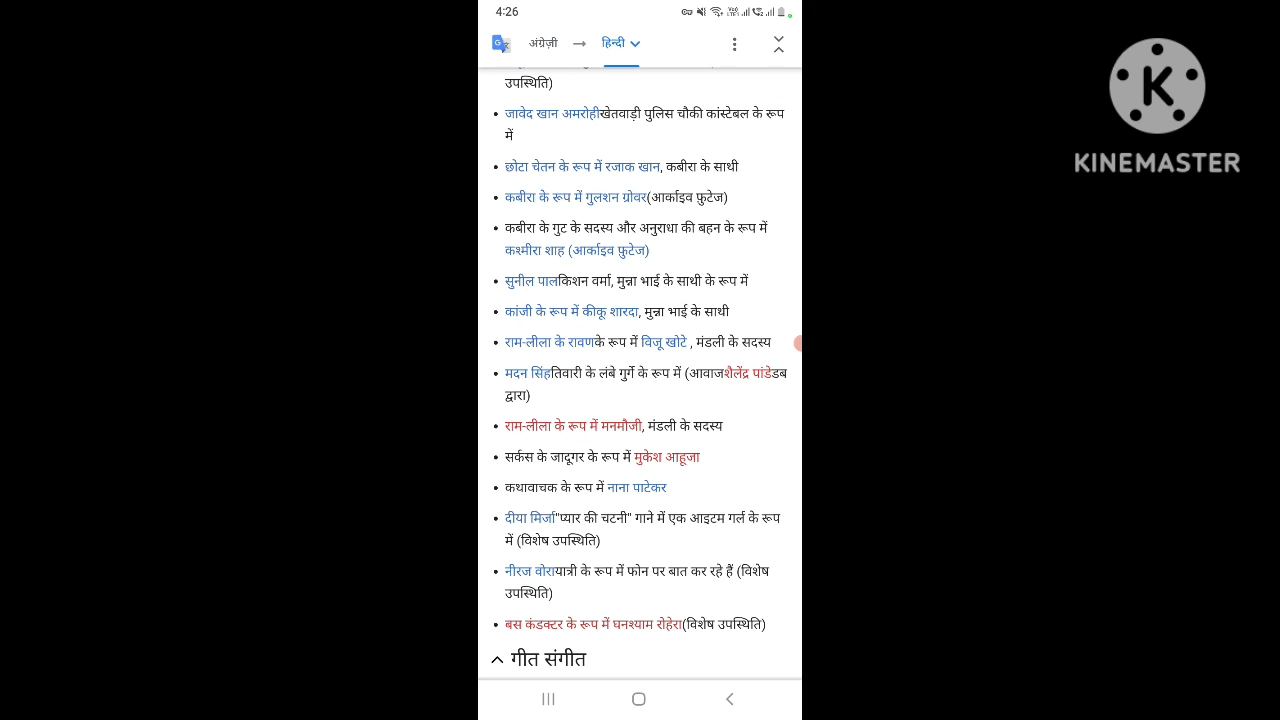 4:26
अंग्रेज़ी → हिन्दी
उपस्थिति)
• जावेद खान अमरोहीखेतवाड़ी पुलिस चौकी कांस्टेबल के रूप
में
• छोटा चेतन के रूप में रजाक खान, कबीरा के साथी
• कबीरा के रूप में गुलशन ग्रोवर(आर्काइव फ़ुटेज)
• कबीरा के गुट के सदस्य और अनुराधा की बहन के रूप में
कश्मीरा शाह (आर्काइव फ़ुटेज)
• सुनील पालकिशन वर्मा, मुन्ना भाई के साथी के रूप में
• कांजी के रूप में कीकू शारदा, मुन्ना भाई के साथी
• राम-लीला के रावणके रूप में विजू खोटे , मंडली के सदस्य
• मदन सिंहतिवारी के लंबे गुर्गे के रूप में (आवाजशैलेंद्र पांडेडब
द्वारा)
• राम-लीला के रूप में मनमौजी, मंडली के सदस्य
• सर्कस के जादूगर के रूप में मुकेश आहूजा
• कथावाचक के रूप में नाना पाटेकर
• दीया मिर्जा"प्यार की चटनी" गाने में एक आइटम गर्ल के रूप
में (विशेष उपस्थिति)
• नीरज वोरायात्री के रूप में फोन पर बात कर रहे हैं (विशेष
उपस्थिति)
• बस कंडक्टर के रूप में घनश्याम रोहेरा(विशेष उपस्थिति)
गीत संगीत
K
KINEMASTER